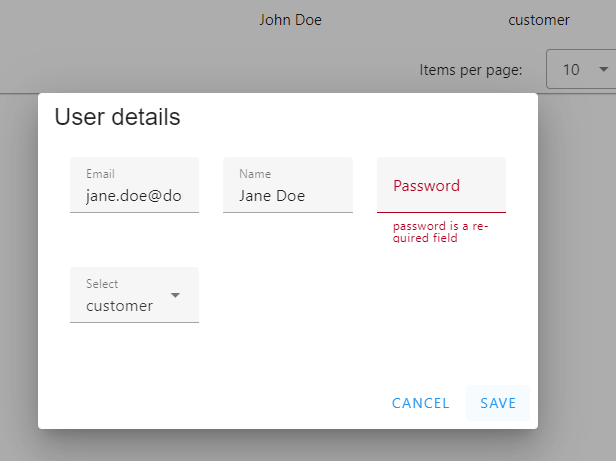 John Doe customer
Items per page: 10
User details
Email Name
jane.doe@do Jane Doe Password
password is a re-
quired field
Select
customer
CANCEL SAVE